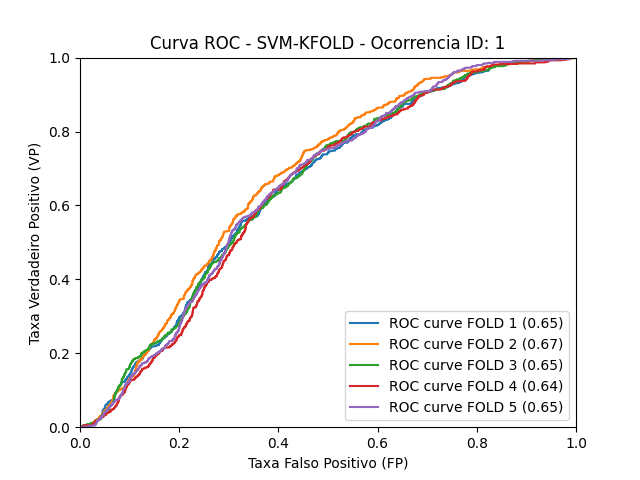 Curva ROC - SVM-KFOLD - Ocorrencia ID: 1
Taxa Verdadeiro Positivo (VP)
1.0
0.8
0.6
0.4
0.2
0.0
ROC curve FOLD 1 (0.65)
ROC curve FOLD 2 (0.67)
ROC curve FOLD 3 (0.65)
ROC curve FOLD 4 (0.64)
ROC curve FOLD 5 (0.65)
0.0 0.2 0.4 0.6 0.8 1.0
Taxa Falso Positivo (FP)